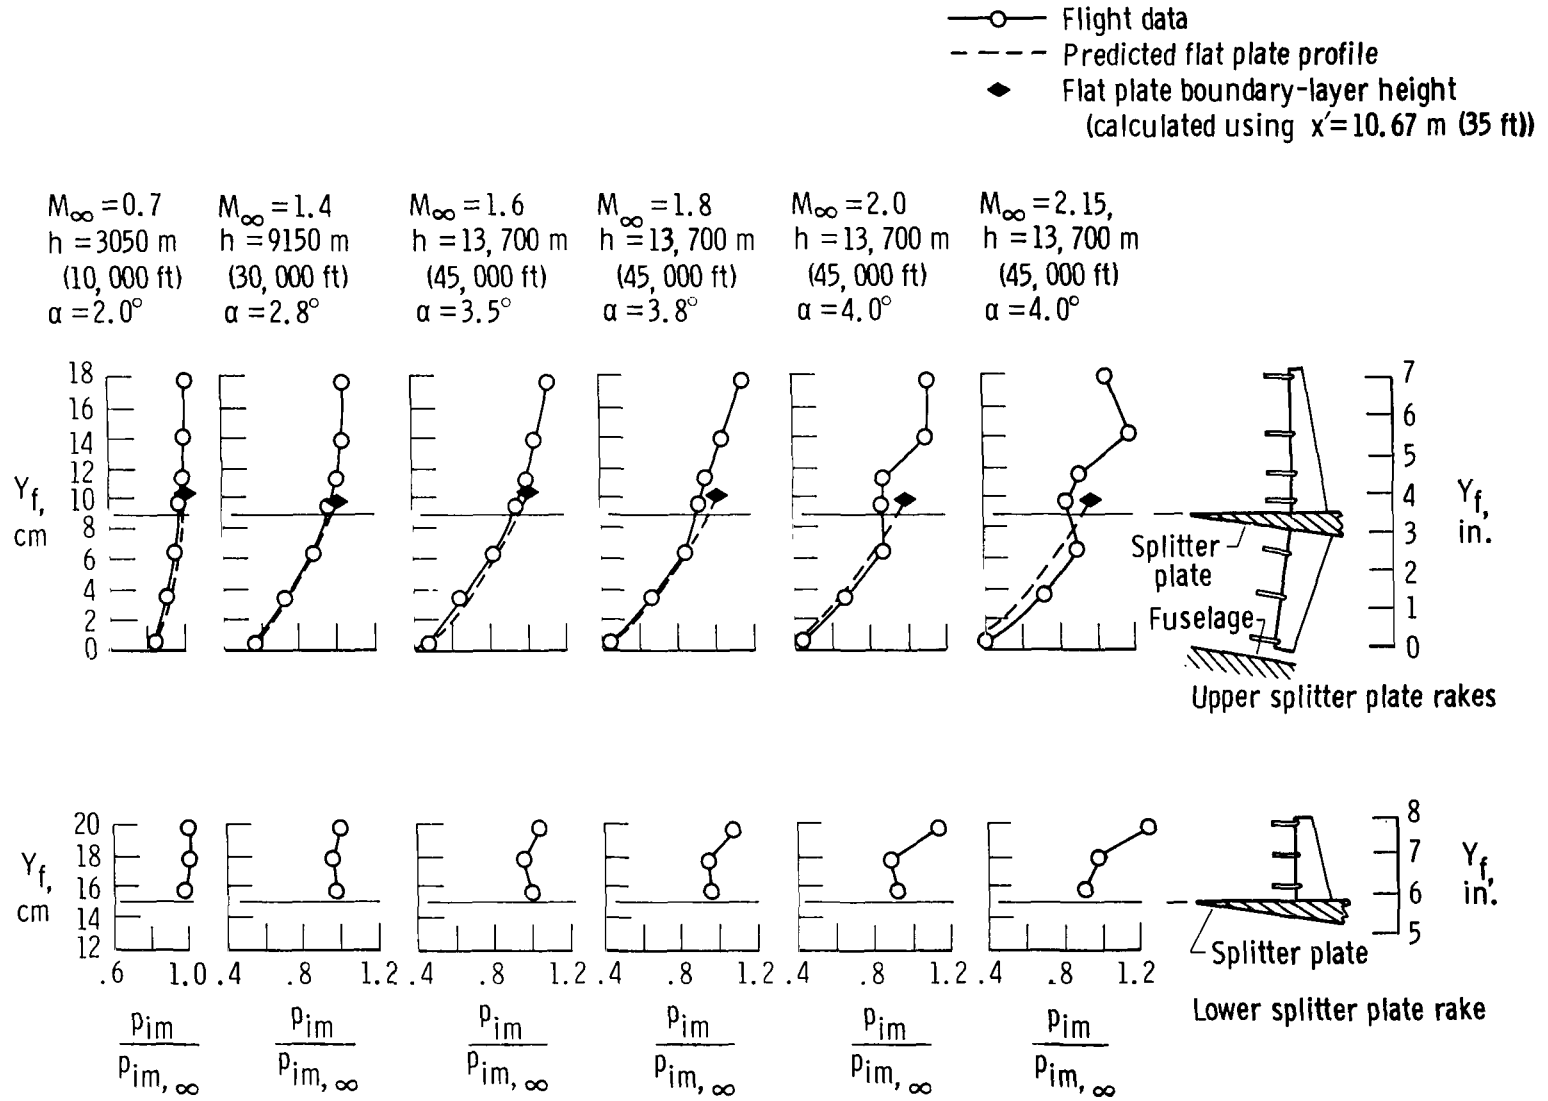 Flight data
Predicted flat plate profile
Flat plate boundary-layer height
(calculated using x′=10.67 m (35 ft))
M∞ =0.7
h =3050 m
(10,000 ft)
α =2.0°
M∞ =1.4
h =9150 m
(30,000 ft)
α =2.8°
M∞ =1.6
h =13,700 m
(45,000 ft)
α =3.5°
M∞ =1.8
h =13,700 m
(45,000 ft)
α =3.8°
M∞ =2.0
h =13,700 m
(45,000 ft)
α =4.0°
M∞ =2.15,
h =13,700 m
(45,000 ft)
α =4.0°
Yf,
cm
18
16
14
12
10
8
6
4
2
0
Splitter
plate
Fuselage
7
6
5
4
3
2
1
0
Yf,
in.
Upper splitter plate rakes
Yf,
cm
20
18
16
14
12
.6 1.0
.4 .8 1.2
.4 .8 1.2
.4 .8 1.2
.4 .8 1.2
.4 .8 1.2
8
7
6
5
Yf,
in.
Splitter plate
Lower splitter plate rake
pim
pim,∞
pim
pim,∞
pim
pim,∞
pim
pim,∞
pim
pim,∞
pim
pim,∞